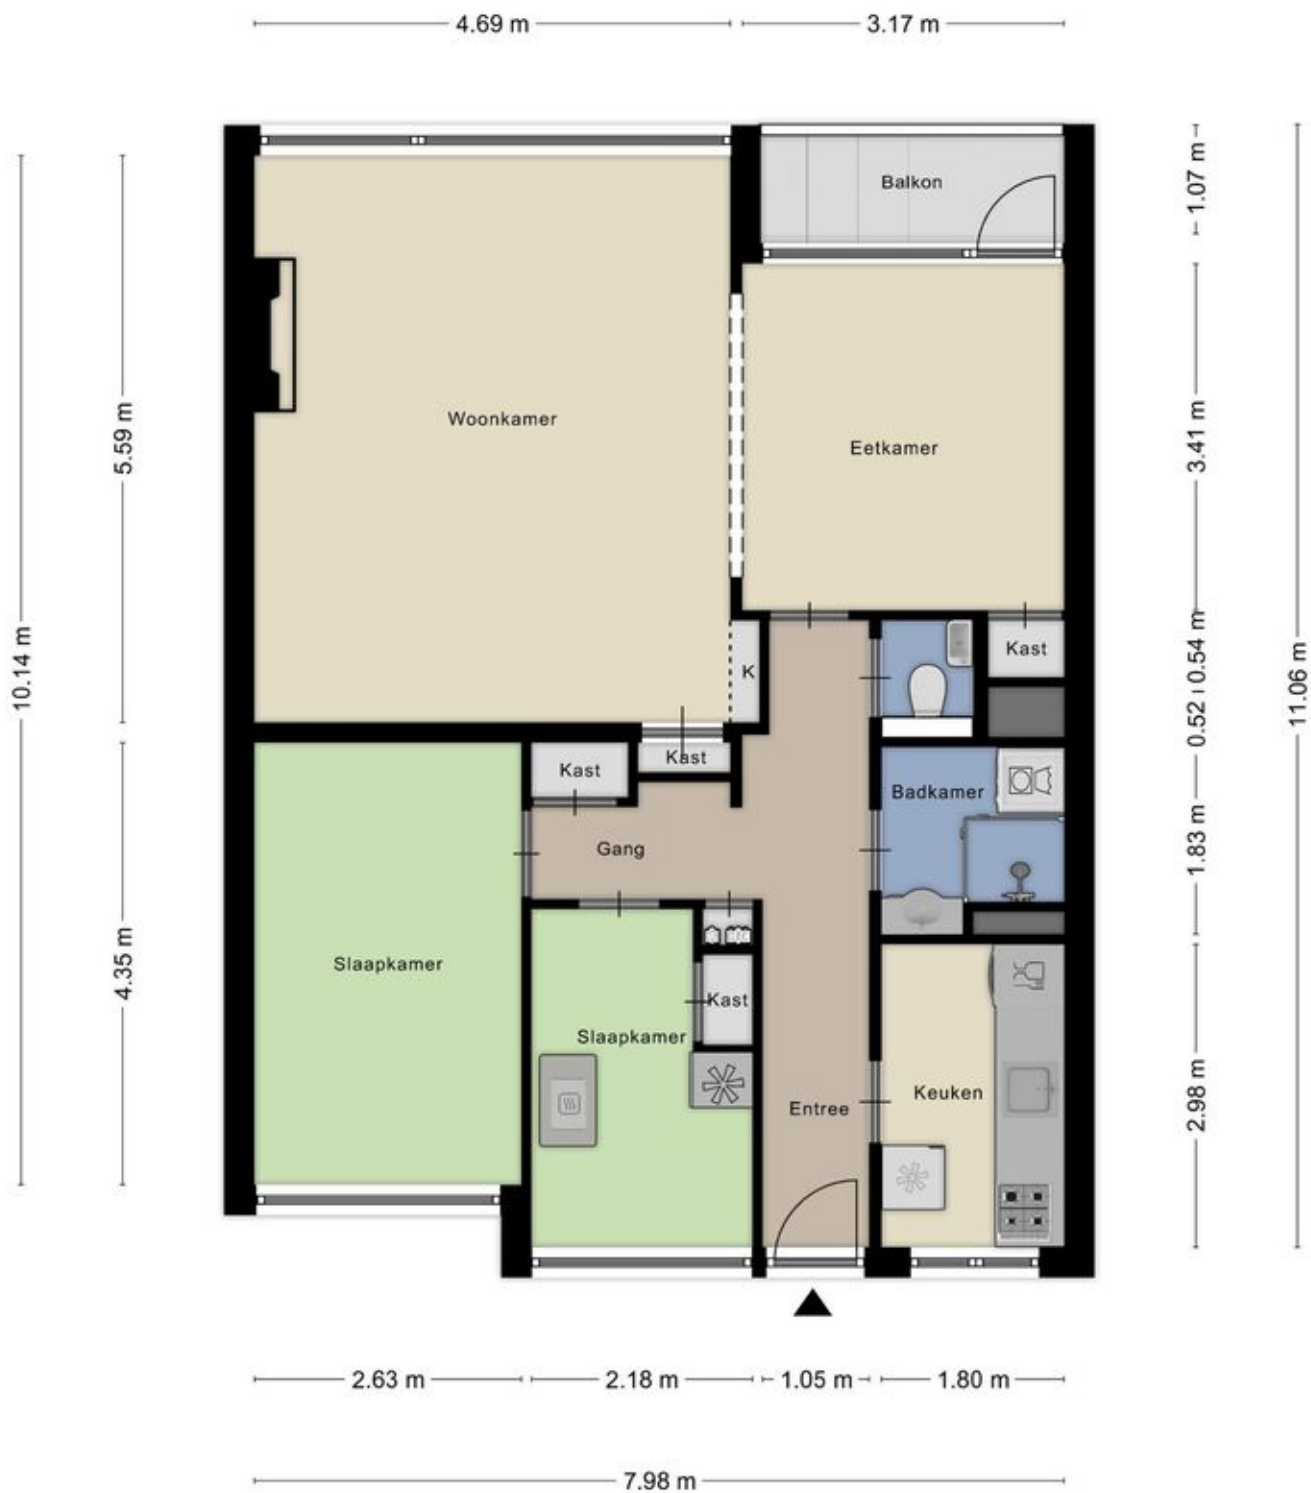 4.69 m
3.17 m
Balkon
1.07 m
Woonkamer
Eetkamer
5.59 m
3.41 m
10.14 m
11.06 m
K
Kast
0.54 m
0.52
Kast
Kast
Badkamer
Gang
1.83 m
4.35 m
Slaapkamer
Kast
Slaapkamer
Entree
Keuken
2.98 m
2.63 m
2.18 m
1.05 m
1.80 m
7.98 m